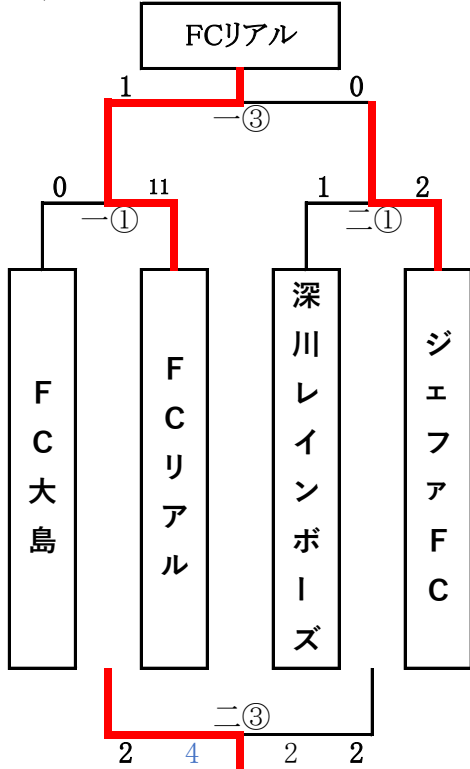 FCリアル
1 0
一③
0 11 1 2
一① 二①
FC大島
FCリアル
深川レインボーズ
ジェファFC
二③
2 4 2 2